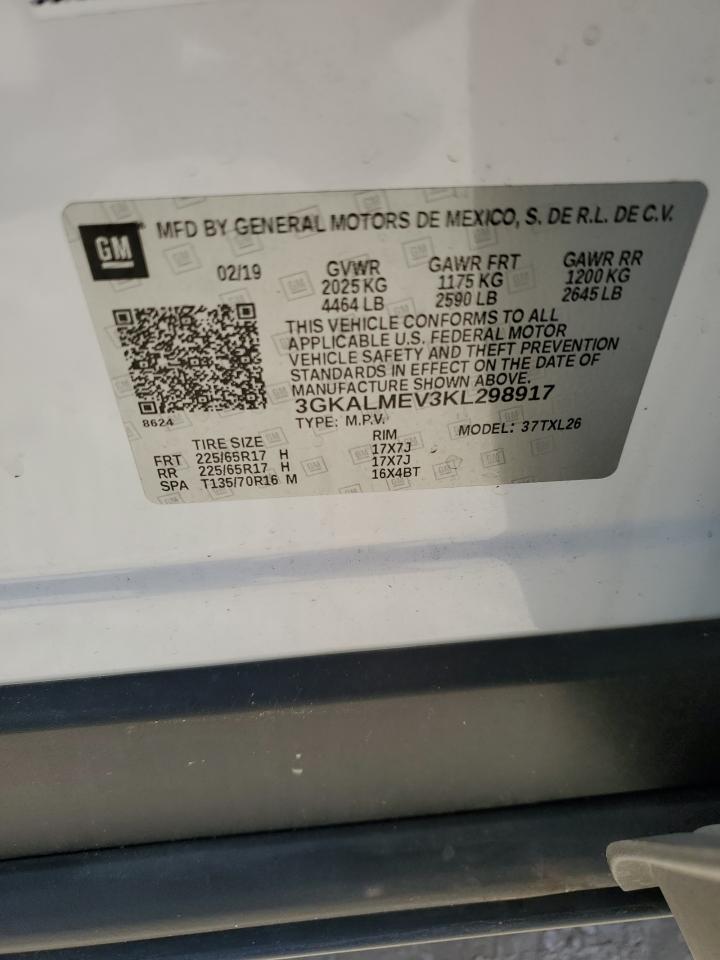 GM
MFD BY GENERAL MOTORS DE MEXICO, S. DE R.L. DE C.V.
02/19 GVWR GAWR FRT GAWR RR
2025 KG 1175 KG 1200 KG
4464 LB 2590 LB 2645 LB
THIS VEHICLE CONFORMS TO ALL
APPLICABLE U.S. FEDERAL MOTOR
VEHICLE SAFETY AND THEFT PREVENTION
STANDARDS IN EFFECT ON THE DATE OF
MANUFACTURE SHOWN ABOVE.
3GKALMEV3KL298917
8624
TYPE: M.P.V. MODEL: 37TXL26
TIRE SIZE RIM
FRT 225/65R17 H 17X7J
RR 225/65R17 H 17X7J
SPA T135/70R16 M 16X4BT